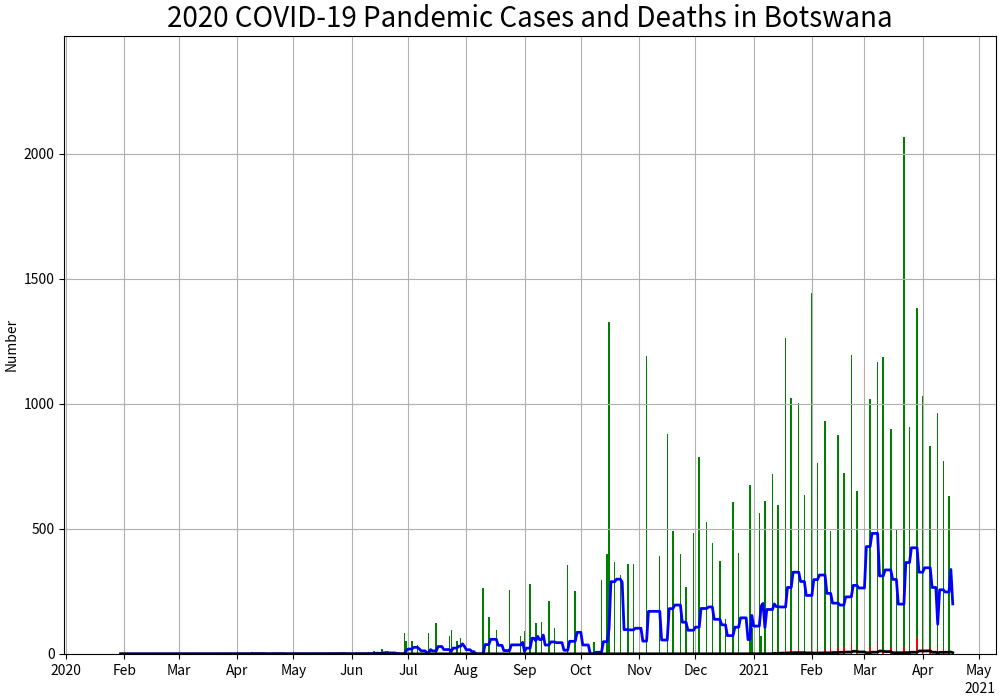 2020 COVID-19 Pandemic Cases and Deaths in Botswana
Number
2000
1500
1000
500
0
2020 Feb Mar Apr May Jun Jul Aug Sep Oct Nov Dec 2021 Feb Mar Apr May
2021